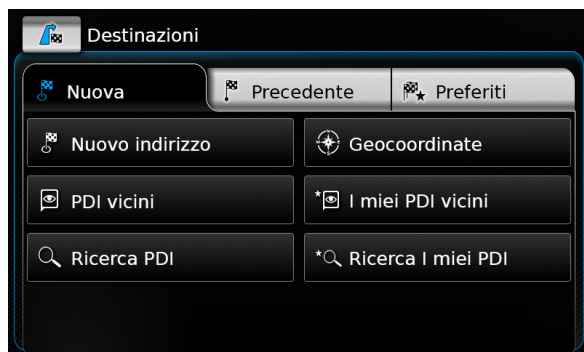 Destinazioni
Nuova
Precedente
Preferiti
Nuovo indirizzo
Geocoordinate
PDI vicini
I miei PDI vicini
Ricerca PDI
Ricerca I miei PDI